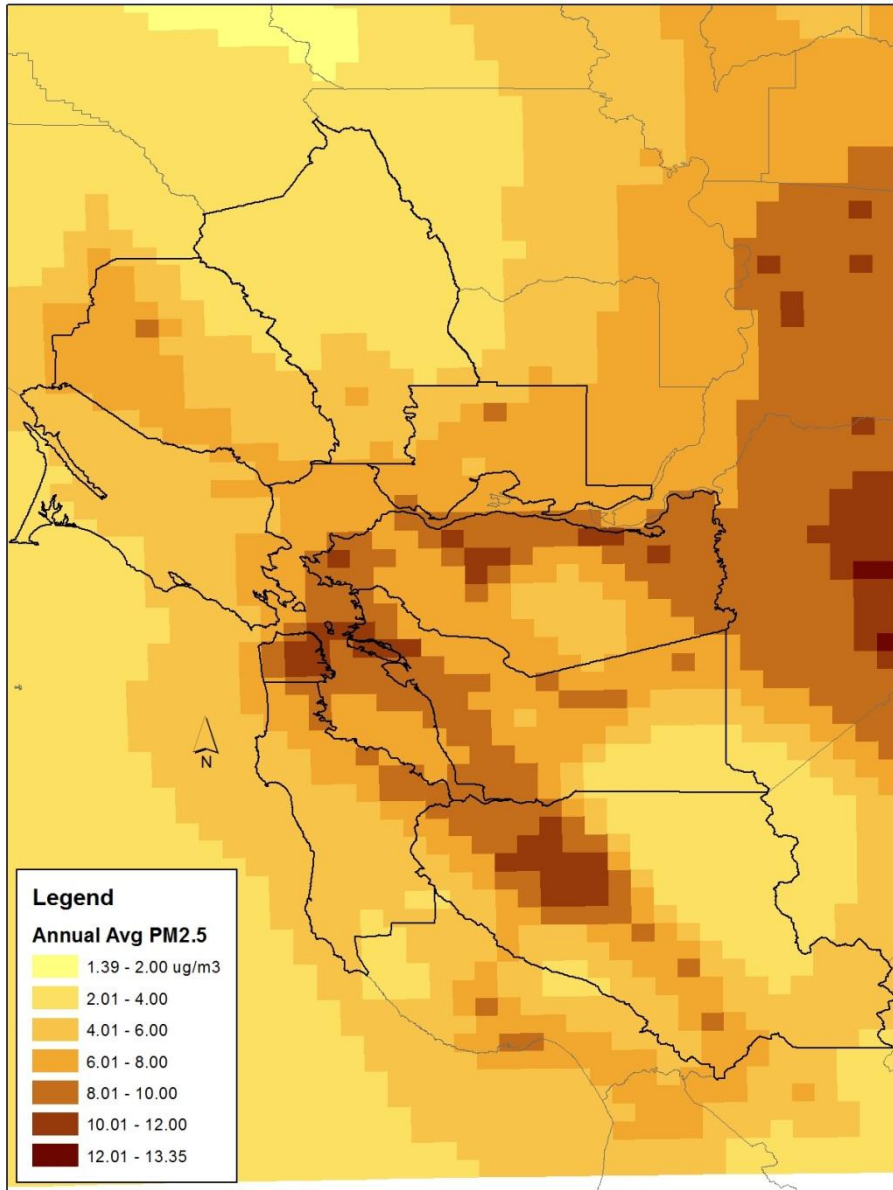 N
Legend
Annual Avg PM2.5
1.39 - 2.00 ug/m3
2.01 - 4.00
4.01 - 6.00
6.01 - 8.00
8.01 - 10.00
10.01 - 12.00
12.01 - 13.35